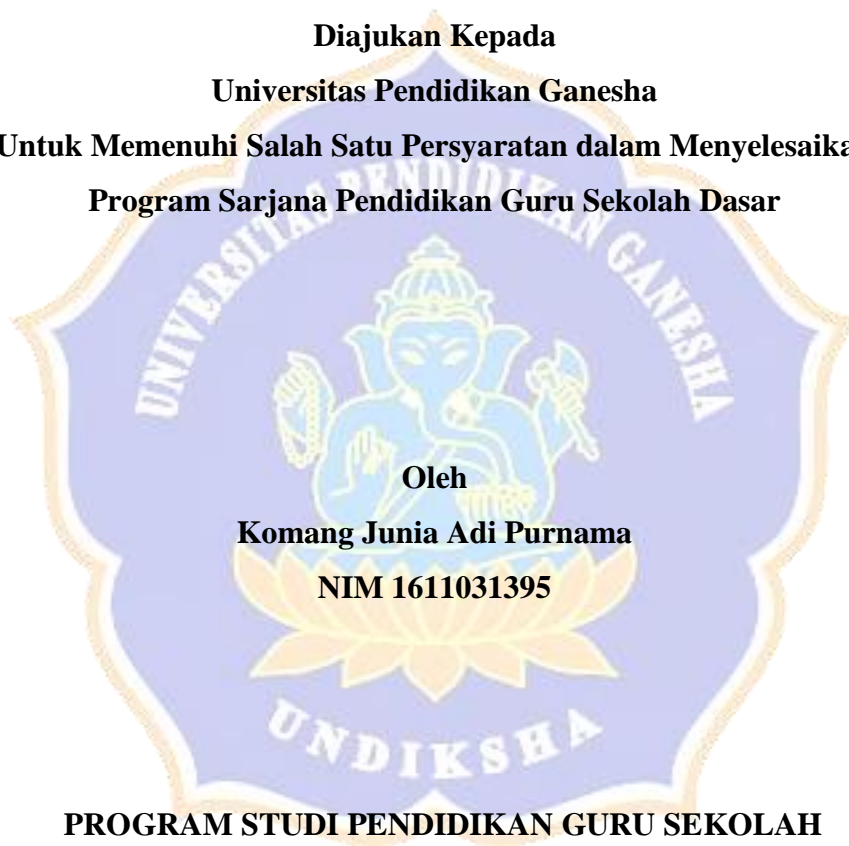 Diajukan Kepada
Universitas Pendidikan Ganesha
Untuk Memenuhi Salah Satu Persyaratan dalam Menyelesaika
Program Sarjana Pendidikan Guru Sekolah Dasar
UNIVERSITAS PENDIDIKAN GANESHA
Oleh
Komang Junia Adi Purnama
NIM 1611031395
UNDIKSHA
PROGRAM STUDI PENDIDIKAN GURU SEKOLAH